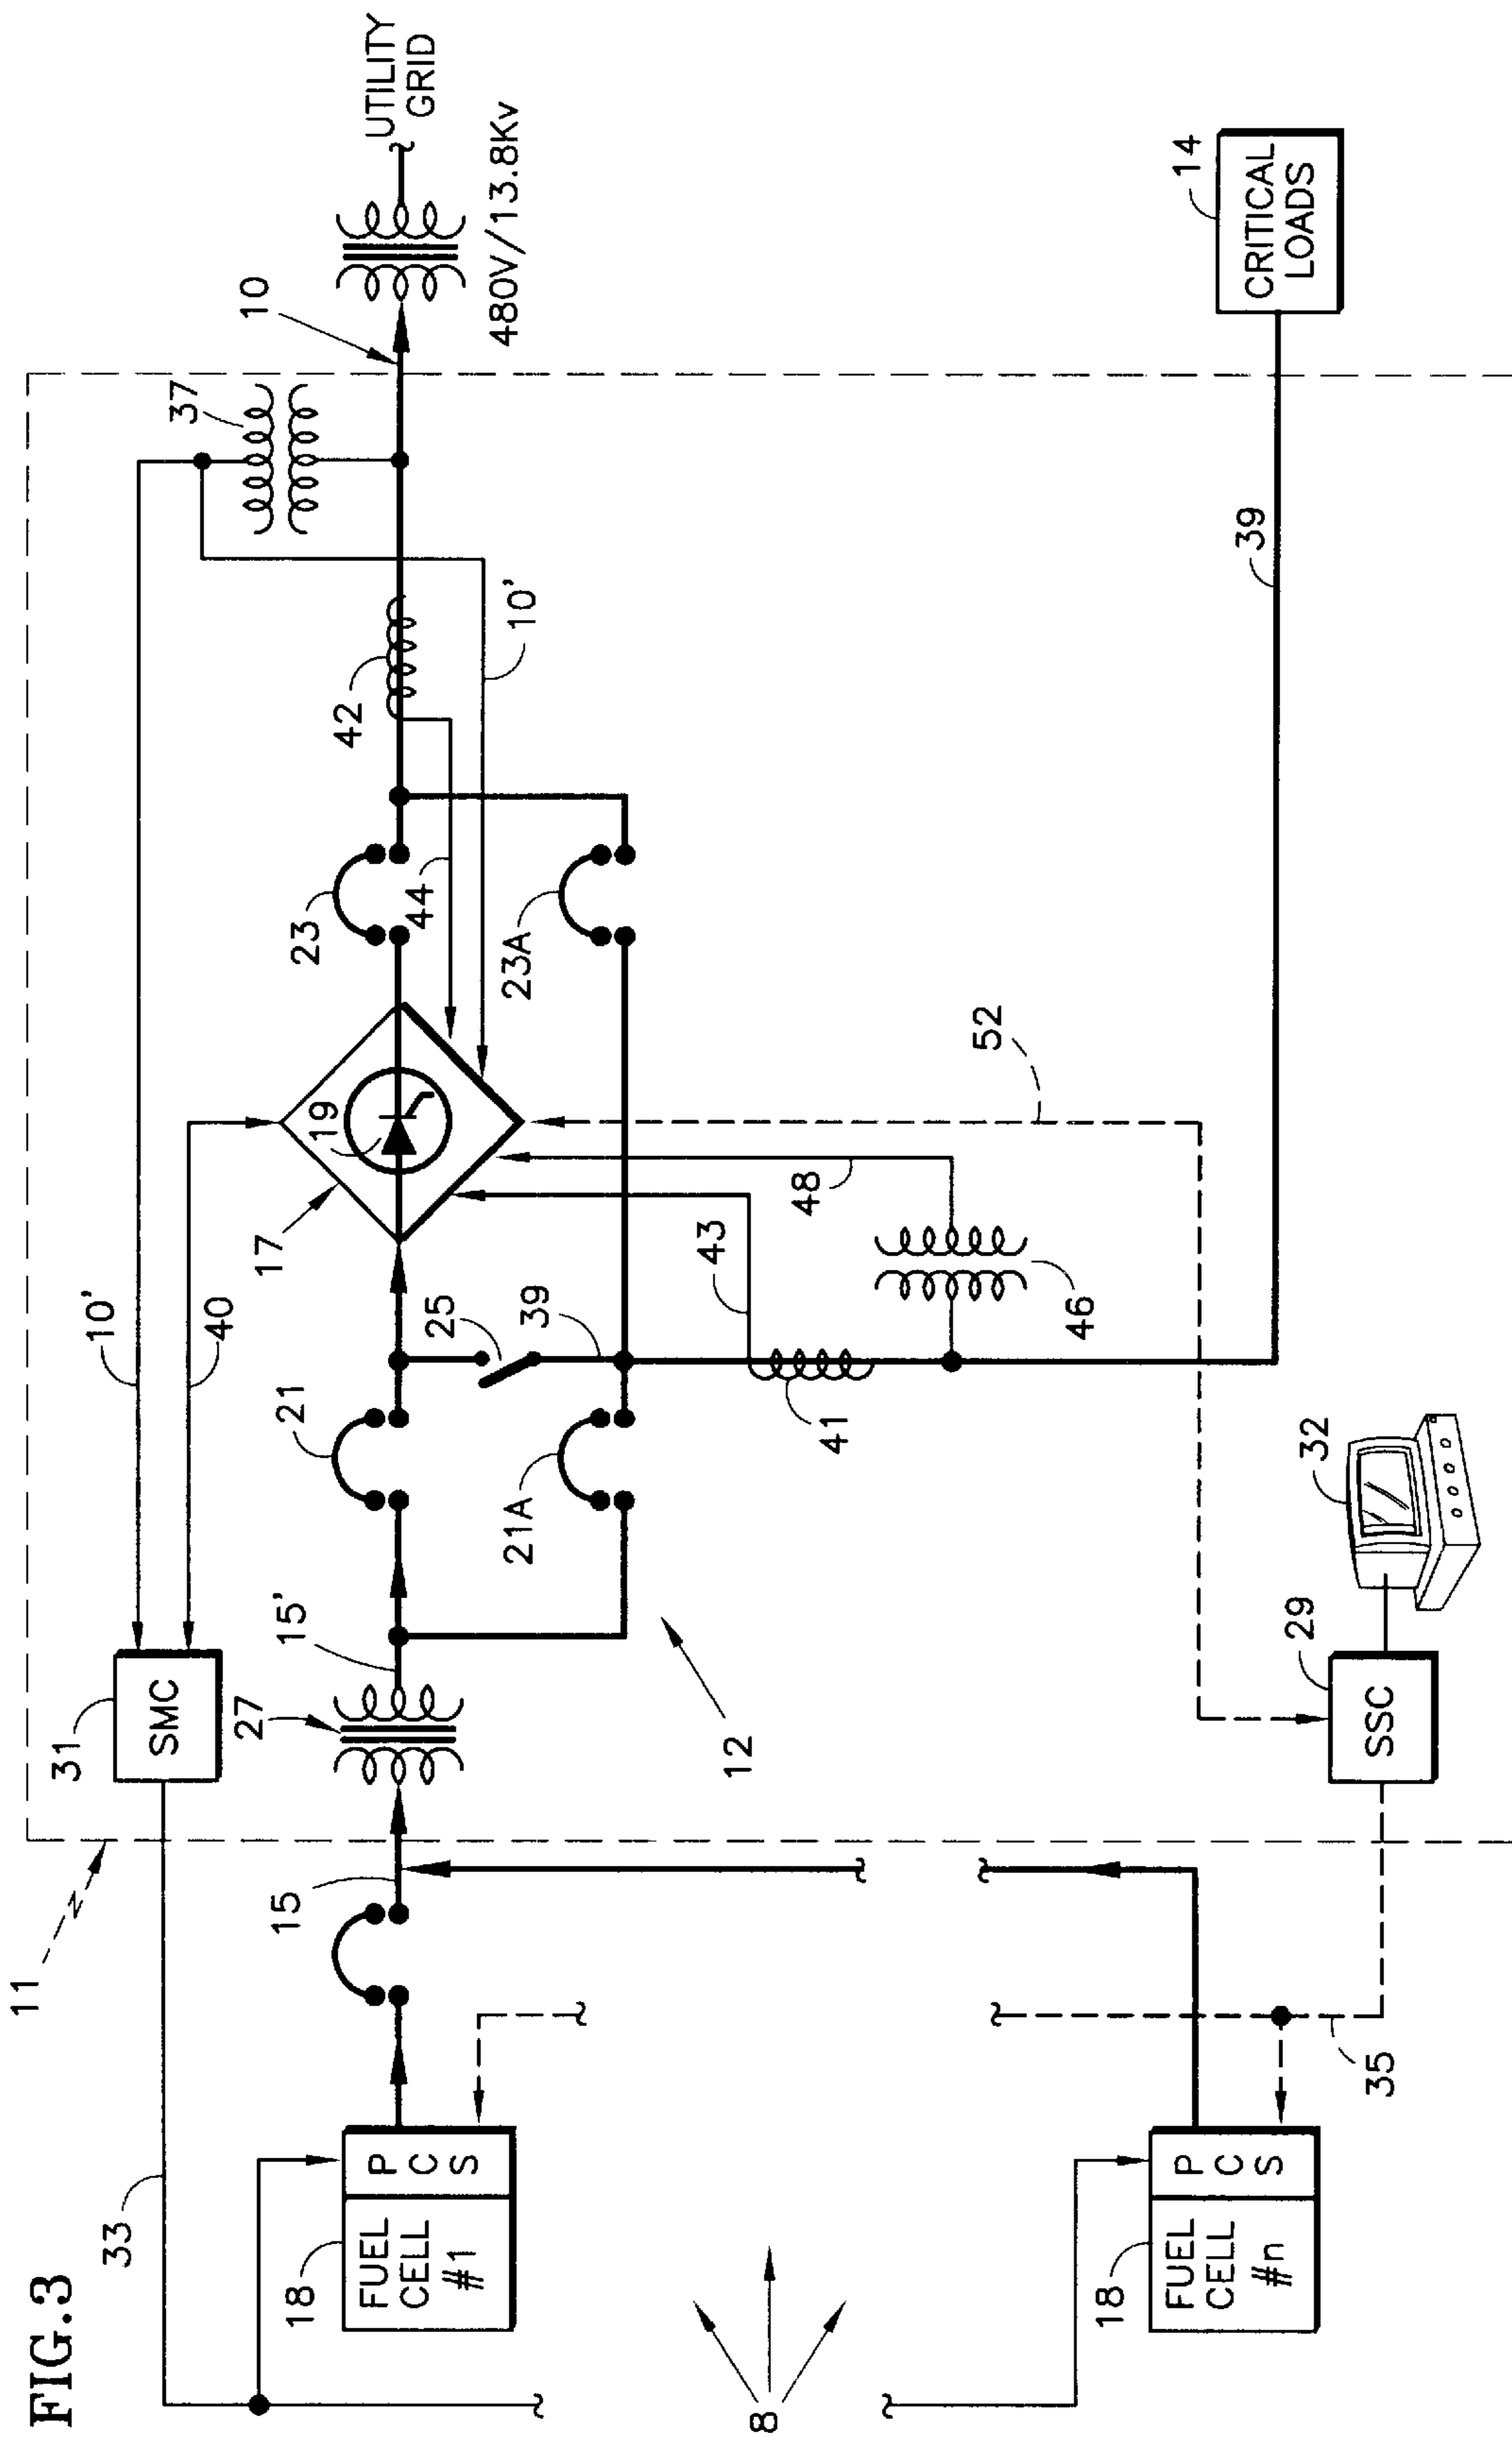 FIG.3
11
31
SMC
33
10'
40
37
10
UTILITY
GRID
480V/13.8Kv
27
15
15'
21
17
19
23
42
44
10'
18
FUEL
CELL
#1
P
C
S
25
39
21A
23A
12
43
41
48
46
52
8
39
14
CRITICAL
LOADS
18
FUEL
CELL
#n
P
C
S
35
29
SSC
32